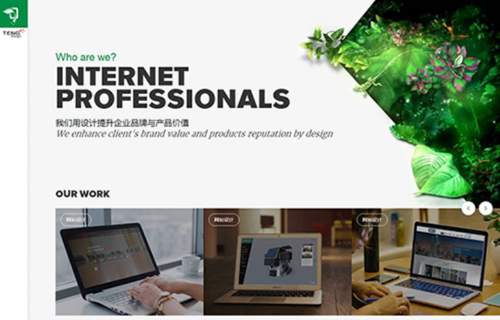 TENG
Who are we?
INTERNET
PROFESSIONALS
我们用设计提升企业品牌与产品价值
We enhance client's brand value and products reputation by design
OUR WORK
网站设计
网站设计
网站设计